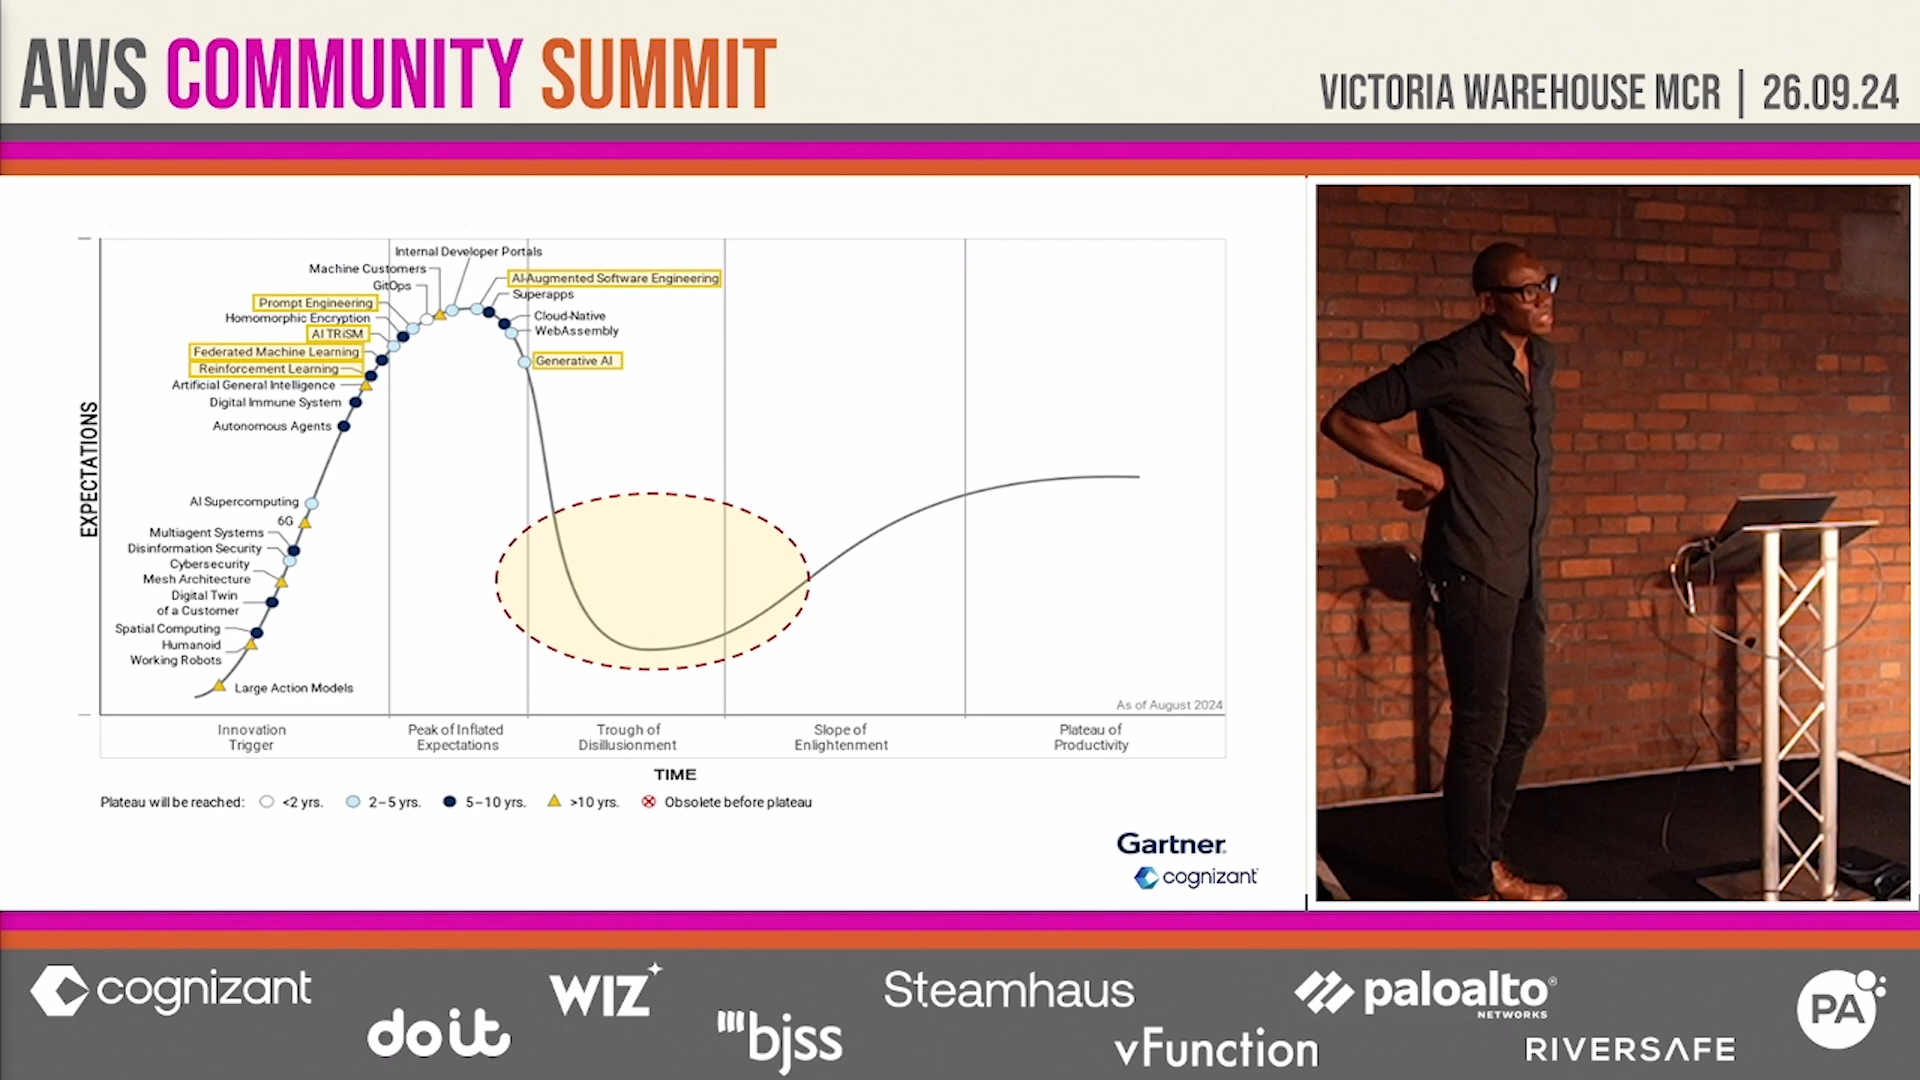 AWS COMMUNITY SUMMIT
VICTORIA WAREHOUSE MCR | 26.09.24
EXPECTATIONS
Internal Developer Portals
Machine Customers
GitOps
Prompt Engineering
Homomorphic Encryption
AI TRiSM
Federated Machine Learning
Reinforcement Learning
Artificial General Intelligence
Digital Immune System
Autonomous Agents
AI Supercomputing
6G
Multiagent Systems
Disinformation Security
Cybersecurity
Mesh Architecture
Digital Twin
of a Customer
Spatial Computing
Humanoid
Working Robots
Large Action Models
AI-Augmented Software Engineering
Superapps
Cloud-Native
WebAssembly
Generative AI
As of August 2024
Innovation
Trigger
Peak of Inflated
Expectations
Trough of
Disillusionment
Slope of
Enlightenment
Plateau of
Productivity
TIME
Plateau will be reached: <2 yrs. 2–5 yrs. 5–10 yrs. >10 yrs. Obsolete before plateau
Gartner
cognizant
cognizant
doit
WIZ
bjss
Steamhaus
vFunction
paloalto
NETWORKS
RIVERSAFE
PA